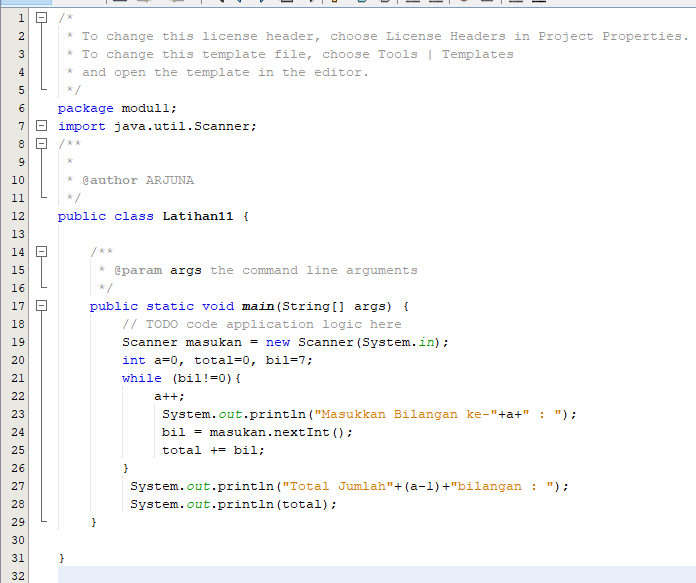 1 /*
2 * To change this license header, choose License Headers in Project Properties.
3 * To change this template file, choose Tools | Templates
4 * and open the template in the editor.
5 */
6 package modul1;
7 import java.util.Scanner;
8 /**
9 *
10 * @author ARJUNA
11 */
12 public class Latihan11 {
13
14 /**
15 * @param args the command line arguments
16 */
17 public static void main(String[] args) {
18 // TODO code application logic here
19 Scanner masukan = new Scanner(System.in);
20 int a=0, total=0, bil=7;
21 while (bil!=0){
22 a++;
23 System.out.println("Masukkan Bilangan ke-"+a+" : ");
24 bil = masukan.nextInt();
25 total += bil;
26 }
27 System.out.println("Total Jumlah"+(a-1)+"bilangan : ");
28 System.out.println(total);
29 }
30
31 }
32